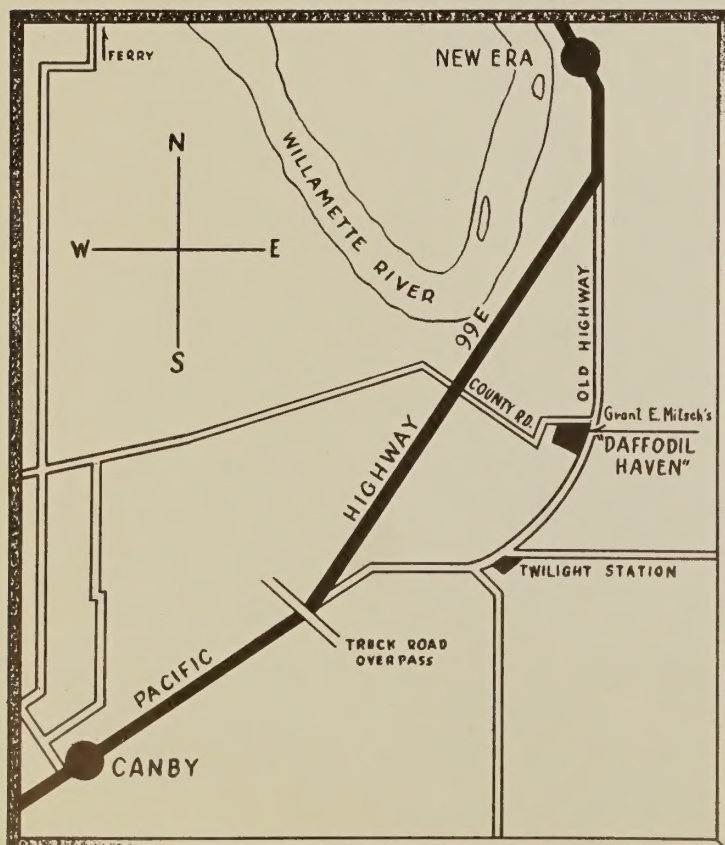 FERRY
NEW ERA
N
W
E
S
WILLAMETTE
RIVER
99E
OLD HIGHWAY
COUNTY RD.
Grant E. Mitsch's
"DAFFODIL
HAVEN"
HIGHWAY
TWILIGHT STATION
TRUCK ROAD
OVERPASS
PACIFIC
CANBY